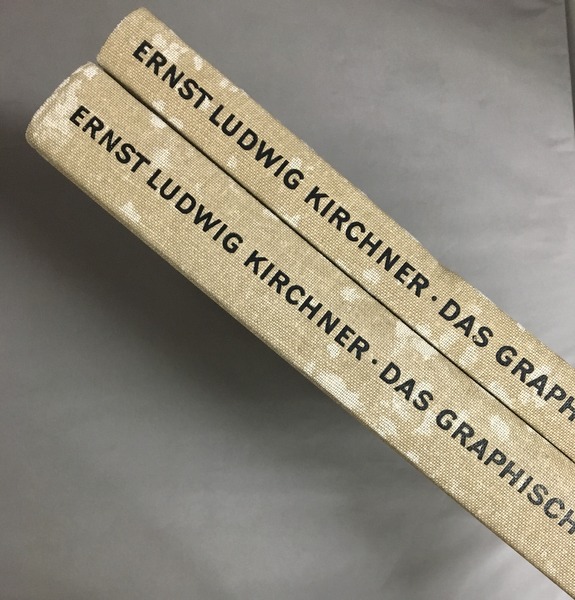 ERNST LUDWIG KIRCHNER · DAS GRAPH
ERNST LUDWIG KIRCHNER · DAS GRAPHISCH